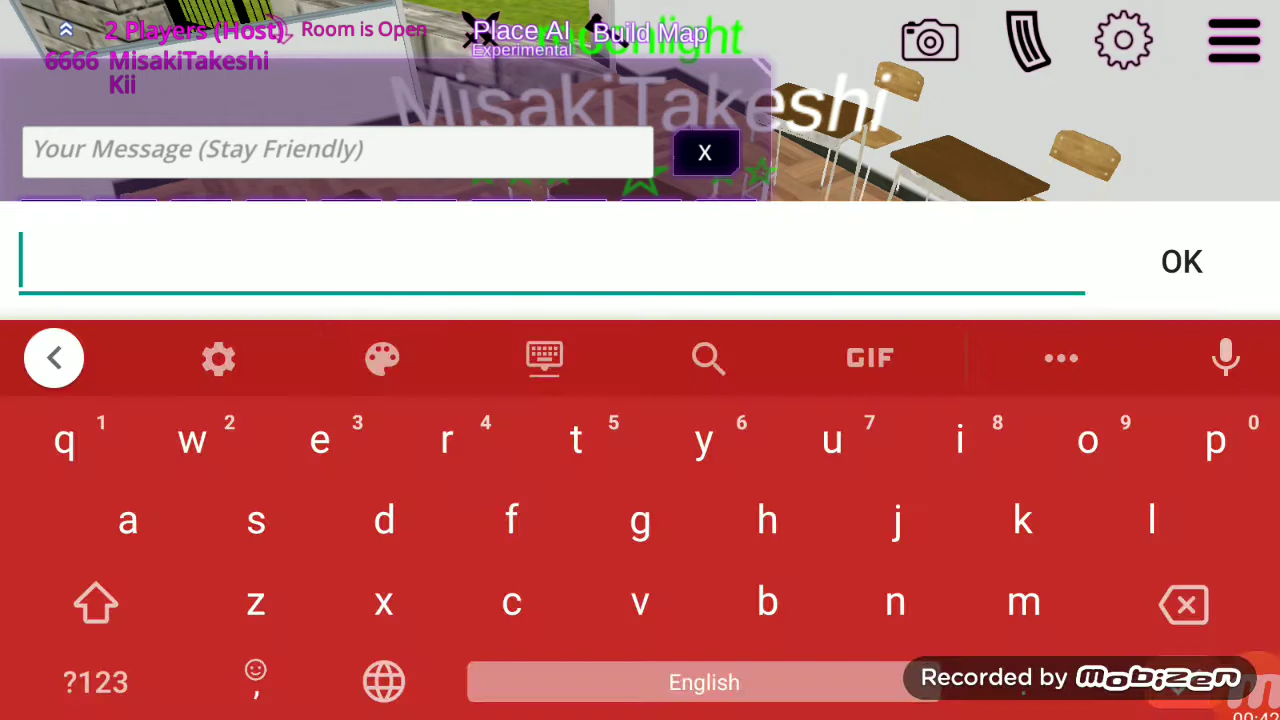 2 Players (Host) Room is Open
6666 MisakiTakeshi
Kii
Place AI Build Map
Experimental
MisakiTakeshi
Your Message (Stay Friendly)
X
OK
GIF
q 1 w 2 e 3 r 4 t 5 y 6 u 7 i 8 o 9 p 0
a s d f g h j k l
z x c v b n m
?123 , English
Recorded by mobizen